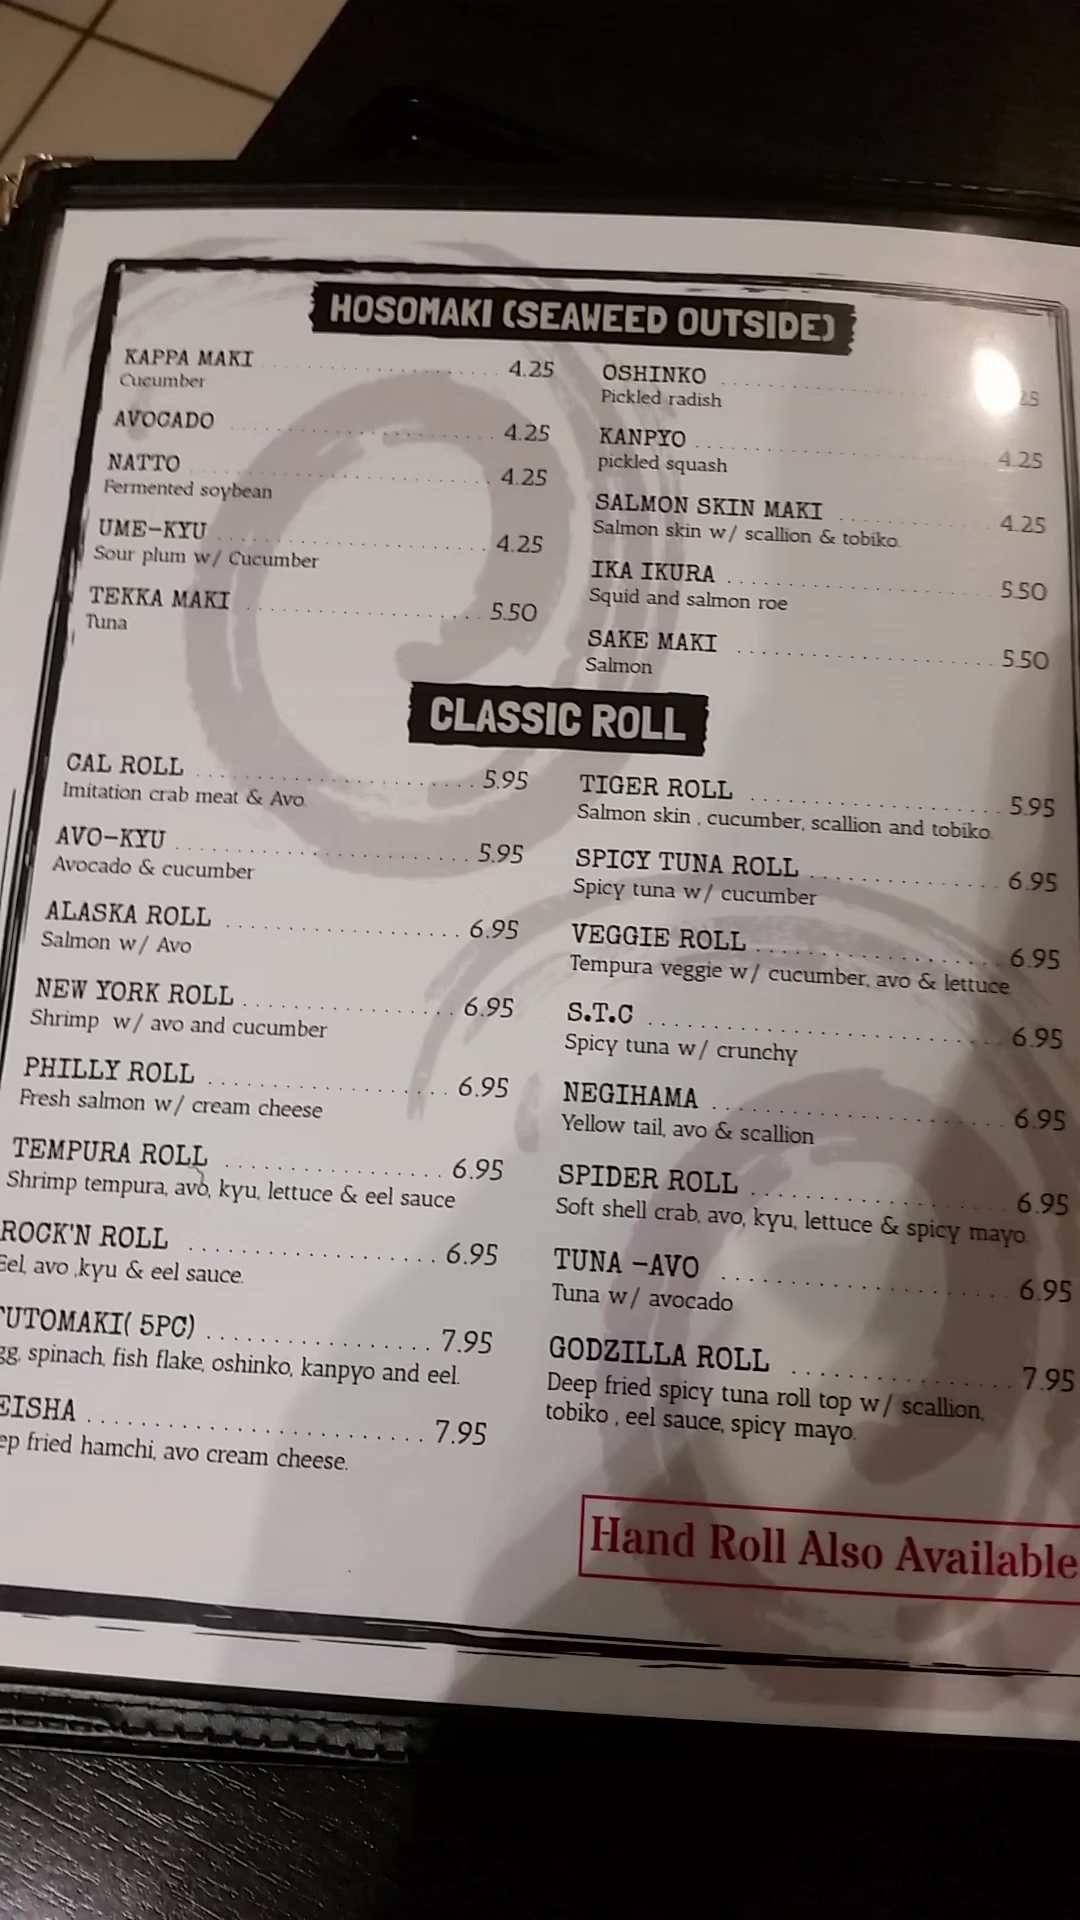 HOSOMAKI (SEAWEED OUTSIDE)
KAPPA MAKI .................... 4.25
Cucumber
AVOCADO .................... 4.25
NATTO .................... 4.25
Fermented soybean
UME-KYU .................... 4.25
Sour plum w/ Cucumber
TEKKA MAKI .................... 5.50
Tuna
OSHINKO ....................
Pickled radish
KANPYO .................... 4.25
pickled squash
SALMON SKIN MAKI .................... 4.25
Salmon skin w/ scallion & tobiko.
IKA IKURA .................... 5.50
Squid and salmon roe
SAKE MAKI .................... 5.50
Salmon
CLASSIC ROLL
CAL ROLL .................... 5.95
Imitation crab meat & Avo.
AVO-KYU .................... 5.95
Avocado & cucumber
ALASKA ROLL .................... 6.95
Salmon w/ Avo
NEW YORK ROLL .................... 6.95
Shrimp w/ avo and cucumber
PHILLY ROLL .................... 6.95
Fresh salmon w/ cream cheese
TEMPURA ROLL .................... 6.95
Shrimp tempura, avo, kyu, lettuce & eel sauce
ROCK'N ROLL .................... 6.95
Eel, avo ,kyu & eel sauce.
FUTOMAKI( 5PC) .................... 7.95
spinach, fish flake, oshinko, kanpyo and eel.
.................... 7.95
fried hamchi, avo cream cheese.
TIGER ROLL .................... 5.95
Salmon skin , cucumber, scallion and tobiko
SPICY TUNA ROLL .................... 6.95
Spicy tuna w/ cucumber
VEGGIE ROLL .................... 6.95
Tempura veggie w/ cucumber, avo & lettuce
S.T.C .................... 6.95
Spicy tuna w/ crunchy
NEGIHAMA .................... 6.95
Yellow tail, avo & scallion
SPIDER ROLL .................... 6.95
Soft shell crab, avo, kyu, lettuce & spicy mayo.
TUNA -AVO .................... 6.95
Tuna w/ avocado
GODZILLA ROLL .................... 7.95
Deep fried spicy tuna roll top w/ scallion,
tobiko , eel sauce, spicy mayo.
Hand Roll Also Available